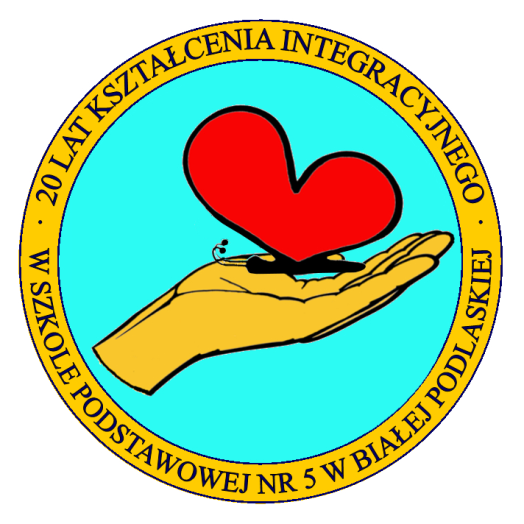 · 20 LAT KSZTAŁCENIA INTEGRACYJNEGO ·
W SZKOLE PODSTAWOWEJ NR 5 W BIAŁEJ PODLASKIEJ